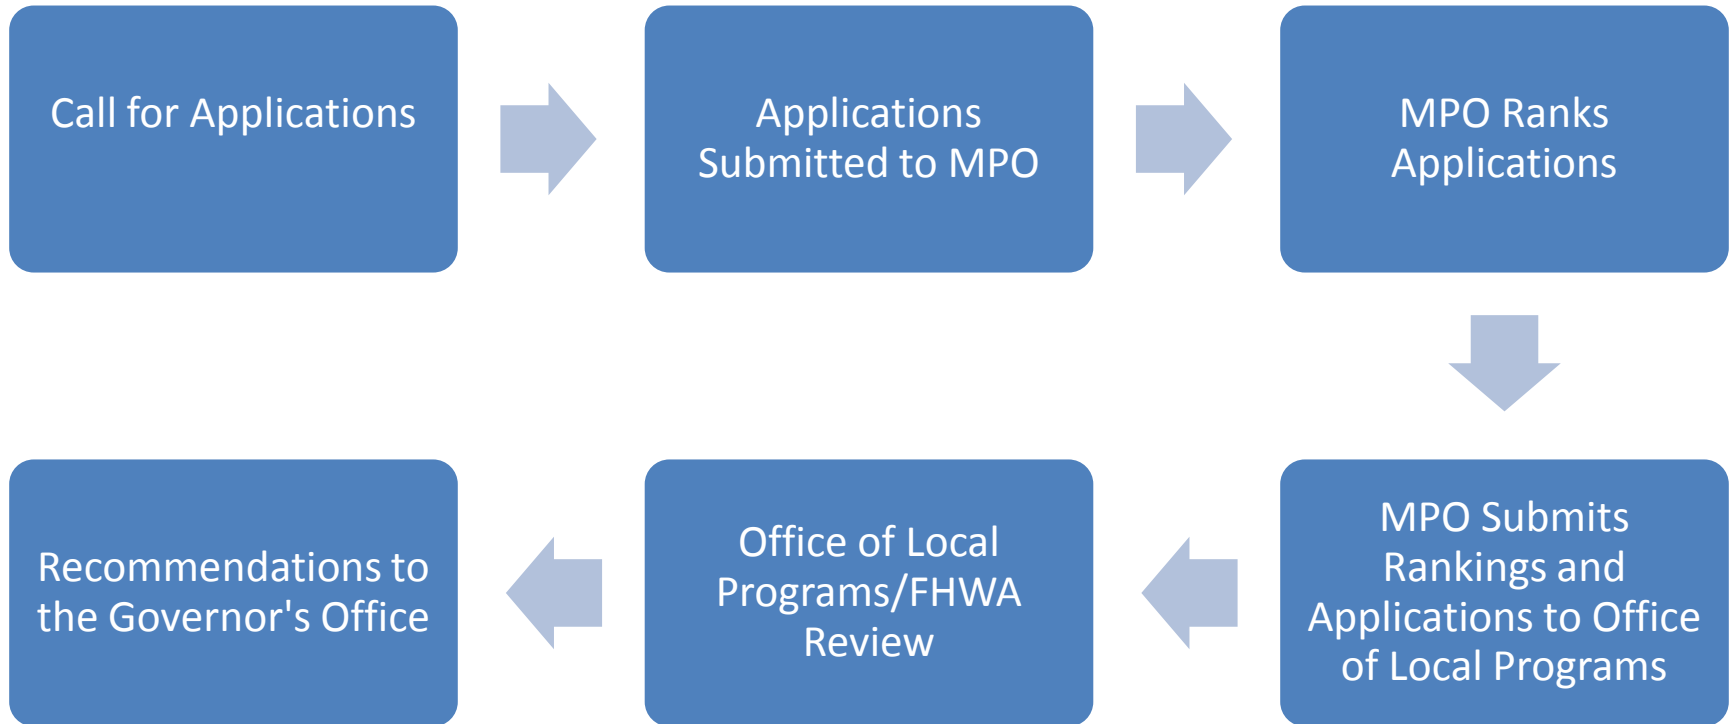 Call for Applications
Applications
Submitted to MPO
MPO Ranks
Applications
MPO Submits
Rankings and
Applications to Office
of Local Programs
Office of Local
Programs/FHWA
Review
Recommendations to
the Governor's Office